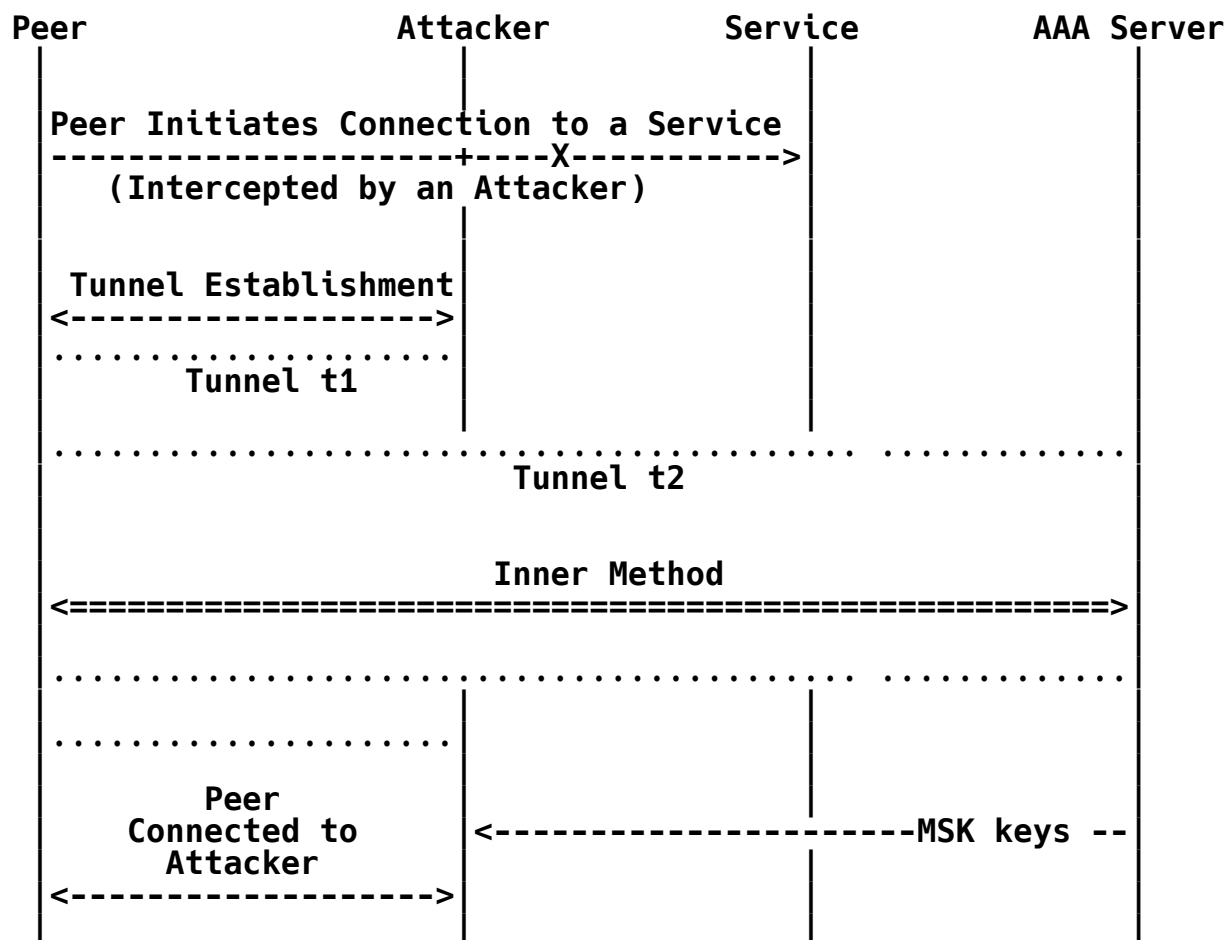 Peer Attacker Service AAA Server
Peer Initiates Connection to a Service
---------------------+----X----------->
(Intercepted by an Attacker)
Tunnel Establishment
<------------------->
.....................
Tunnel t1
.......................................... .............
Tunnel t2
Inner Method
<======================================================>
.......................................... .............
.....................
Peer
Connected to <----------------------MSK keys --
Attacker
<------------------->